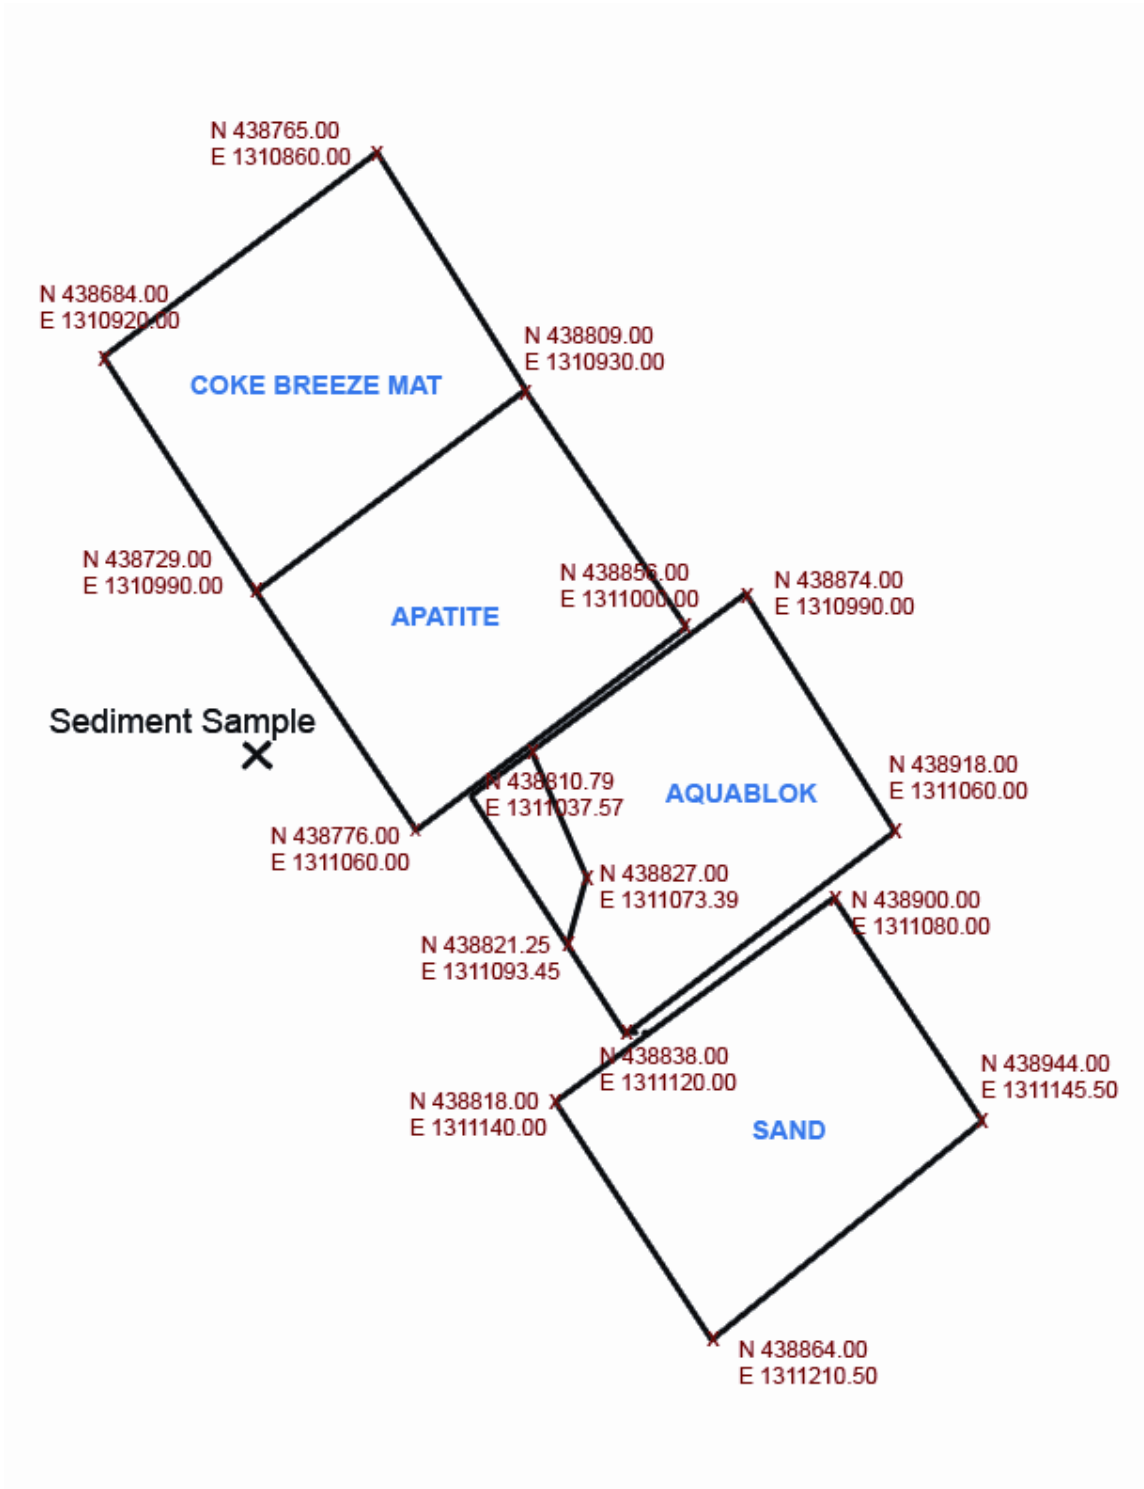 N 438765.00
E 1310860.00
N 438684.00
E 1310920.00
N 438809.00
E 1310930.00
COKE BREEZE MAT
N 438729.00
E 1310990.00
N 438856.00
E 1311000.00
N 438874.00
E 1310990.00
APATITE
Sediment Sample
N 438810.79
E 1311037.57
AQUABLOK
N 438918.00
E 1311060.00
N 438776.00
E 1311060.00
N 438827.00
E 1311073.39
N 438900.00
E 1311080.00
N 438821.25
E 1311093.45
N 438838.00
E 1311120.00
N 438944.00
E 1311145.50
N 438818.00
E 1311140.00
SAND
N 438864.00
E 1311210.50